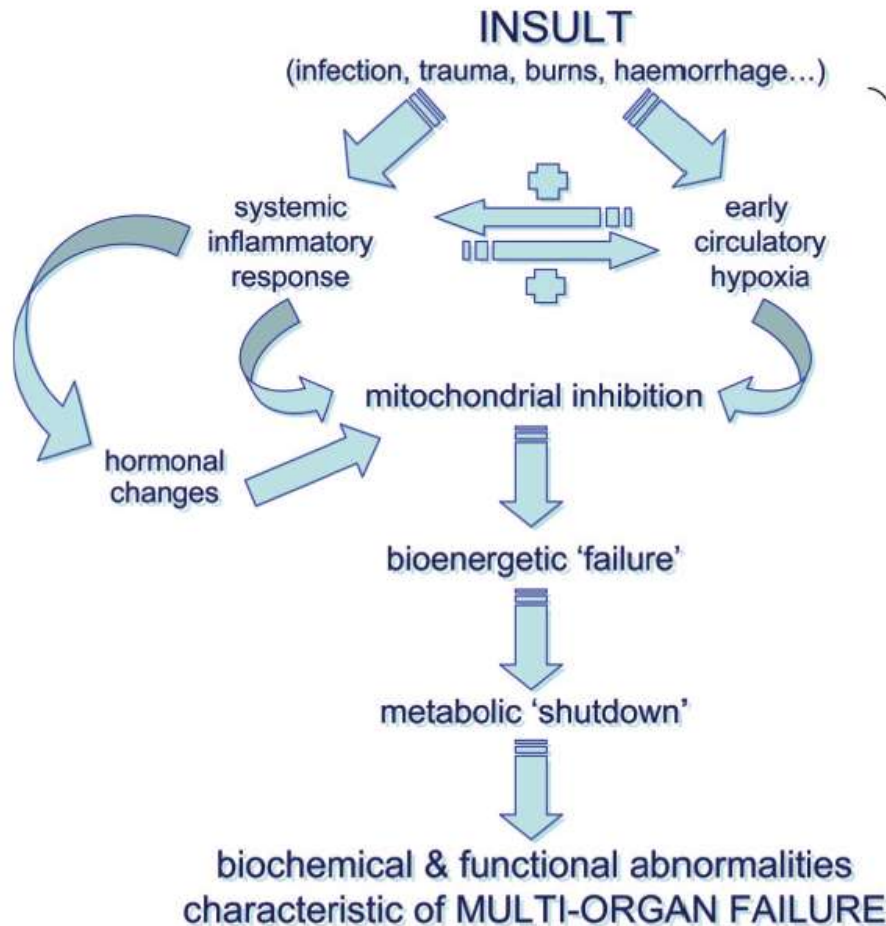 INSULT
(infection, trauma, burns, haemorrhage...)
systemic
inflammatory
response
early
circulatory
hypoxia
mitochondrial inhibition
hormonal
changes
bioenergetic ‘failure’
metabolic ‘shutdown’
biochemical & functional abnormalities
characteristic of MULTI-ORGAN FAILURE